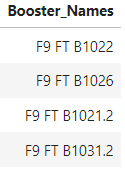 Booster_Names
F9 FT B1022
F9 FT B1026
F9 FT B1021.2
F9 FT B1031.2